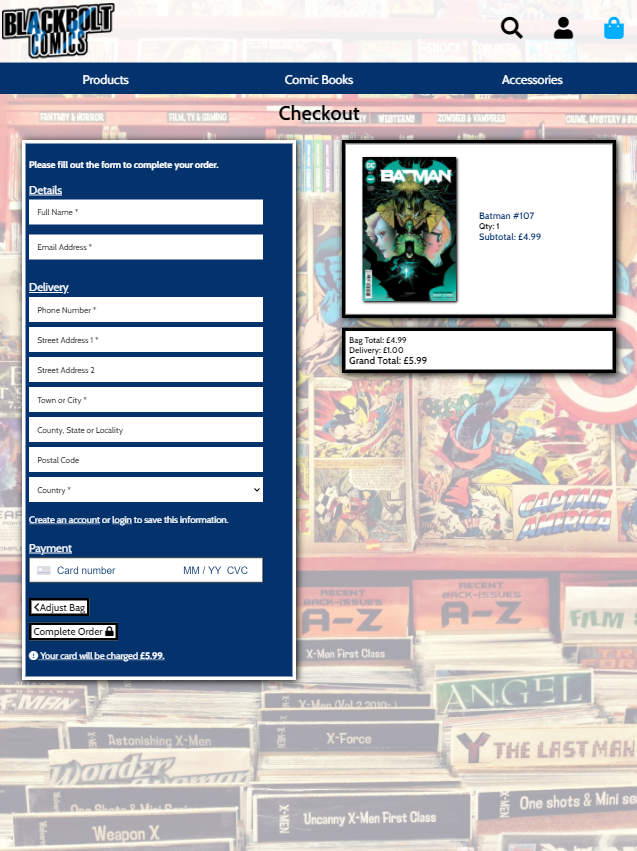 BLACKBOLT
COMICS
Products
Comic Books
Accessories
FANTASY & HORROR
FILM, TV & GAMING
WESTERNS
ZOMBIES & VAMPIRES
CRIME, MYSTERY &
Checkout
Please fill out the form to complete your order.
Details
Full Name *
Email Address *
Delivery
Phone Number *
Street Address 1 *
Street Address 2
Town or City *
County, State or Locality
Postal Code
Country *
Create an account or login to save this information.
Payment
Card number MM / YY CVC
Adjust Bag
Complete Order
Your card will be charged £5.99.
DC
BATMAN
Batman #107
Qty: 1
Subtotal: £4.99
Bag Total: £4.99
Delivery: £1.00
Grand Total: £5.99
CAPTAIN
AMERICA
RECENT
BACK-ISSUES
A-Z
RECENT
BACK-ISSUES
A-Z
FILM &
X-Men First Class
X-MAN
X-Men (Vol 2 2010- )
ANGEL
Astonishing X-Men
X-MEN
X-Force
Y THE LAST MAN
Wonder Woman
One Shots & Mini Series
X-MEN
Uncanny X-Men First Class
X-MEN
One shots & Mini se
Weapon X